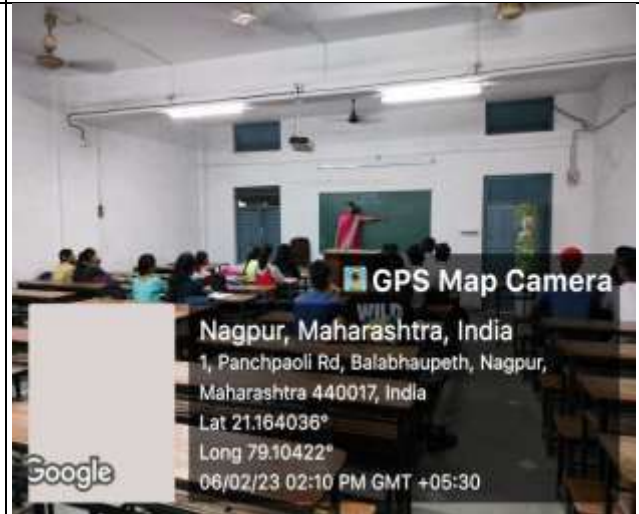 GPS Map Camera
WILD
Nagpur, Maharashtra, India
1, Panchpaoli Rd, Balabhaupeth, Nagpur,
Maharashtra 440017, India
Lat 21.164036°
Long 79.10422°
06/02/23 02:10 PM GMT +05:30
Google